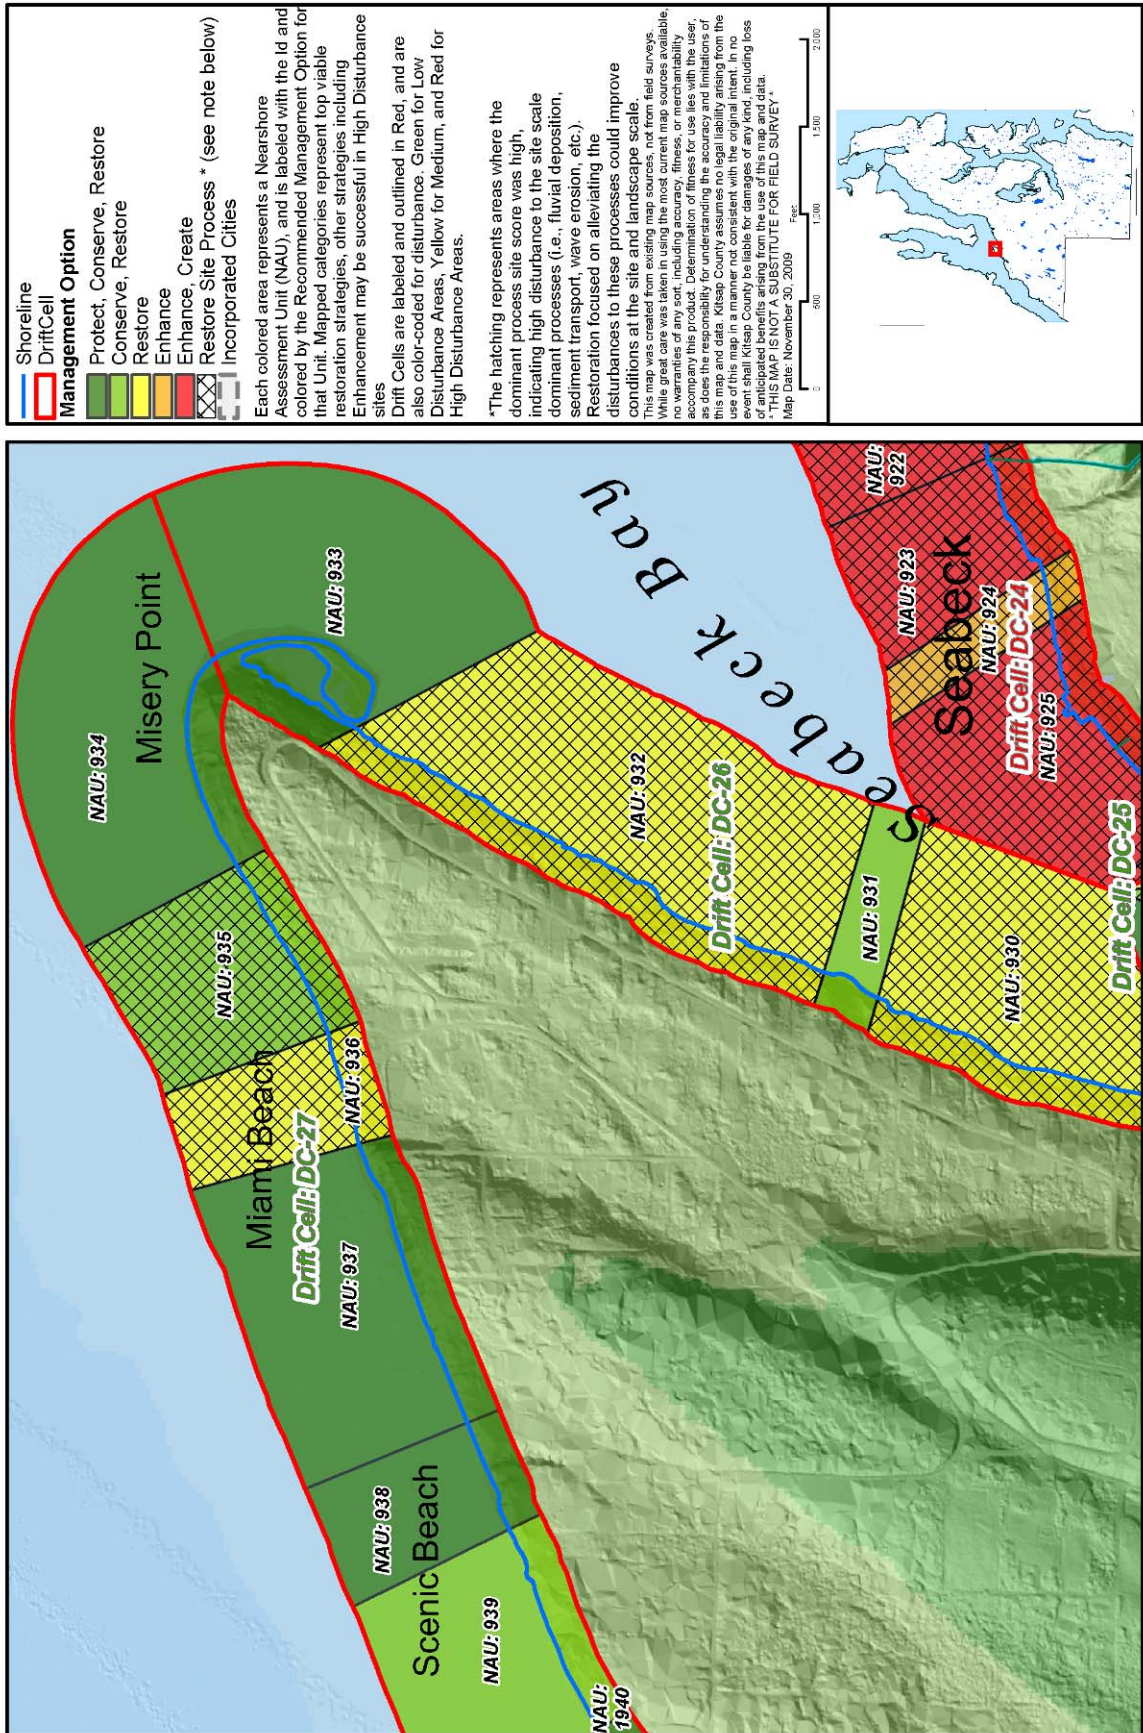 Shoreline
DriftCell
Management Option
Protect, Conserve, Restore
Conserve, Restore
Restore
Enhance
Enhance, Create
Restore Site Process * (see note below)
Incorporated Cities
Each colored area represents a Nearshore
Assessment Unit (NAU), and is labeled with the Id and
colored by the Recommended Management Option for
that Unit. Mapped categories represent top viable
restoration strategies, other strategies including
Enhancement may be successful in High Disturbance
sites
Drift Cells are labeled and outlined in Red, and are
also color-coded for disturbance. Green for Low
Disturbance Areas, Yellow for Medium, and Red for
High Disturbance Areas.
*The hatching represents areas where the
dominant process site score was high,
indicating high disturbance to the site scale
dominant processes (i.e., fluvial deposition,
sediment transport, wave erosion, etc.).
Restoration focused on alleviating the
disturbances to these processes could improve
conditions at the site and landscape scale.
This map was created from existing map sources, not from field surveys.
While great care was taken in using the most current map sources available,
no warranties of any sort, including accuracy, fitness, or merchantability
accompany this product. Determination of fitness for use lies with the user,
as does the responsiblity for understanding the accuracy and limitations of
this map and data. Kitsap County assumes no legal liability arising from the
use of this map in a manner not consistent with the original intent. In no
event shall Kitsap County be liable for damages of any kind, including loss
of anticipated benefits arising from the use of this map and data.
* THIS MAP IS NOT A SUBSTITUTE FOR FIELD SURVEY *
Map Date: November 30, 2009
Feet
0 500 1,000 1,500 2,000
NAU: 934
Misery Point
NAU: 933
NAU: 935
Miami Beach
NAU: 936
Drift Cell: DC-27
NAU: 937
NAU: 938
Scenic Beach
NAU: 939
NAU:
1940
Seabeck Bay
NAU: 932
Drift Cell: DC-26
NAU: 931
NAU: 930
NAU:
922
NAU: 923
Seabeck
NAU: 924
Drift Cell: DC-24
NAU: 925
Drift Cell: DC-25